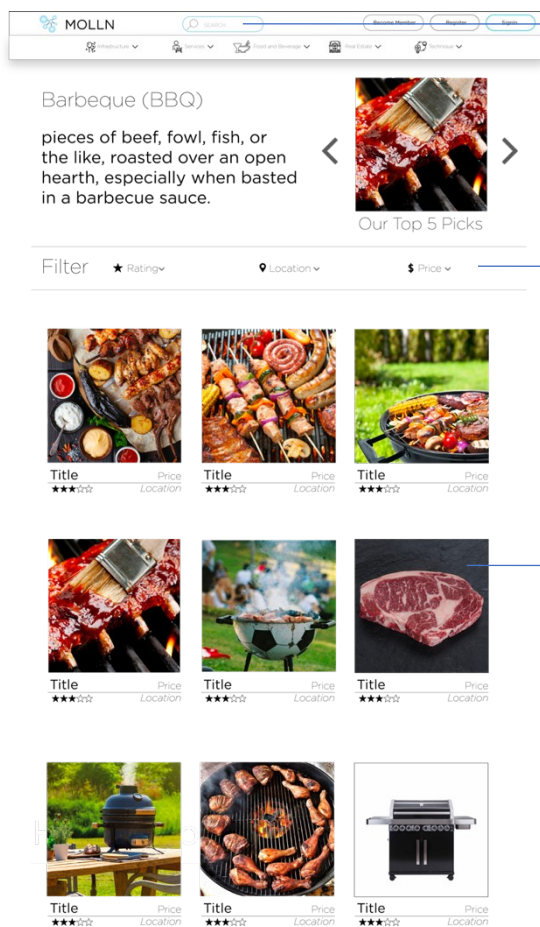 MOLLN
SEARCH
Become Member
Register
Signin
Infrastructure
Services
Food and Beverage
Real Estate
Technique
Barbeque (BBQ)
pieces of beef, fowl, fish, or
the like, roasted over an open
hearth, especially when basted
in a barbecue sauce.
Our Top 5 Picks
Filter
Rating
Location
$ Price
Title Price
Location
Title Price
Location
Title Price
Location
Title Price
Location
Title Price
Location
Title Price
Location
Title Price
Location
Title Price
Location
Title Price
Location